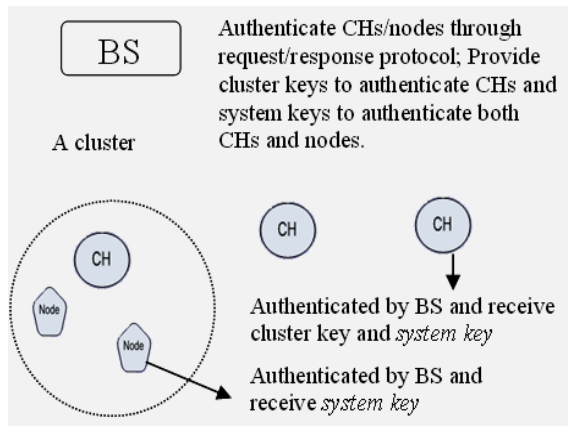 BS
Authenticate CHs/nodes through
request/response protocol; Provide
cluster keys to authenticate CHs and
system keys to authenticate both
CHs and nodes.
A cluster
CH
CH
CH
Node
Node
Authenticated by BS and receive
cluster key and system key
Authenticated by BS and
receive system key